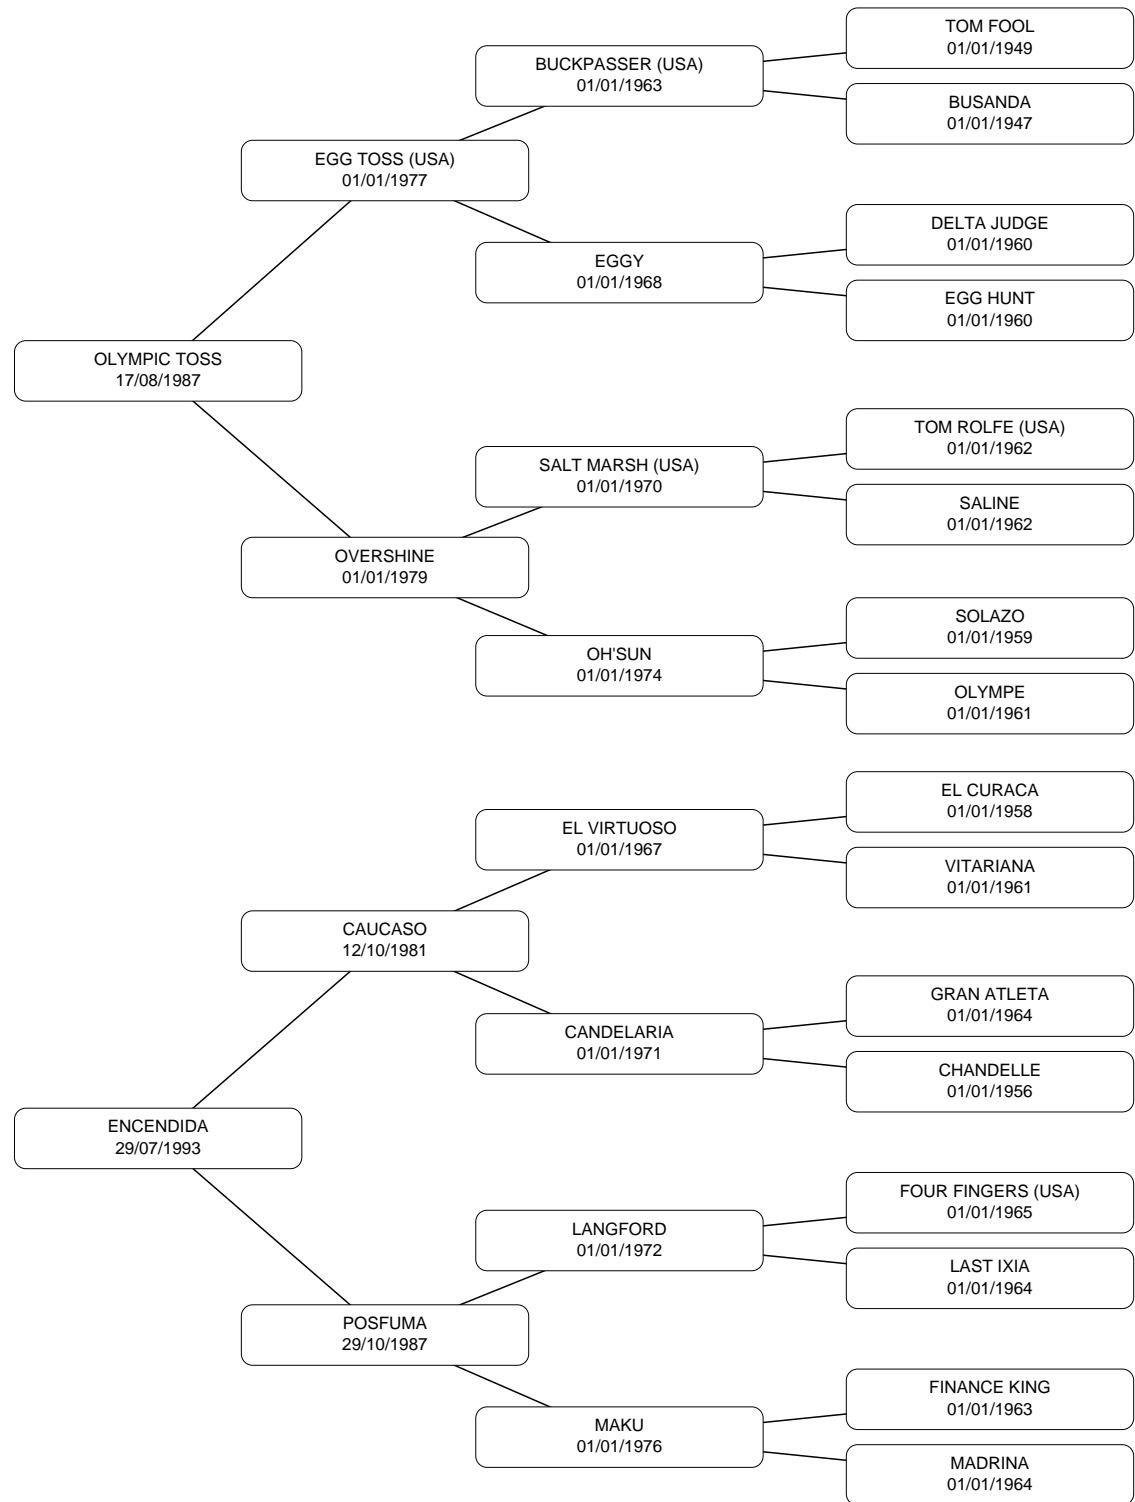 TOM FOOL
01/01/1949
BUCKPASSER (USA)
01/01/1963
BUSANDA
01/01/1947
EGG TOSS (USA)
01/01/1977
DELTA JUDGE
01/01/1960
EGGY
01/01/1968
EGG HUNT
01/01/1960
OLYMPIC TOSS
17/08/1987
TOM ROLFE (USA)
01/01/1962
SALT MARSH (USA)
01/01/1970
SALINE
01/01/1962
OVERSHINE
01/01/1979
SOLAZO
01/01/1959
OH'SUN
01/01/1974
OLYMPE
01/01/1961
EL CURACA
01/01/1958
EL VIRTUOSO
01/01/1967
VITARIANA
01/01/1961
CAUCASO
12/10/1981
GRAN ATLETA
01/01/1964
CANDELARIA
01/01/1971
CHANDELLE
01/01/1956
ENCENDIDA
29/07/1993
FOUR FINGERS (USA)
01/01/1965
LANGFORD
01/01/1972
LAST IXIA
01/01/1964
POSFUMA
29/10/1987
FINANCE KING
01/01/1963
MAKU
01/01/1976
MADRINA
01/01/1964